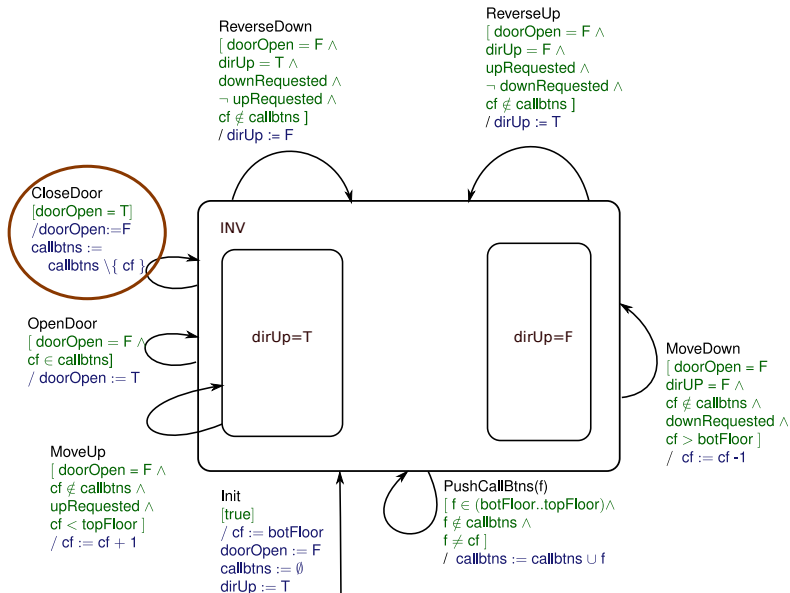 ReverseDown
[ doorOpen = F ∧
dirUp = T ∧
downRequested ∧
¬ upRequested ∧
cf ∉ callbtns ]
/ dirUp := F
ReverseUp
[ doorOpen = F ∧
dirUp = F ∧
upRequested ∧
¬ downRequested ∧
cf ∉ callbtns ]
/ dirUp := T
CloseDoor
[doorOpen = T]
/doorOpen:=F
callbtns :=
callbtns \{ cf }
INV
dirUp=T
dirUp=F
OpenDoor
[ doorOpen = F ∧
cf ∈ callbtns]
/ doorOpen := T
MoveDown
[ doorOpen = F
dirUP = F ∧
cf ∉ callbtns ∧
downRequested ∧
cf > botFloor ]
/ cf := cf -1
MoveUp
[ doorOpen = F ∧
cf ∉ callbtns ∧
upRequested ∧
cf < topFloor ]
/ cf := cf + 1
Init
[true]
/ cf := botFloor
doorOpen := F
callbtns := ∅
dirUp := T
PushCallBtns(f)
[ f ∈ (botFloor..topFloor)∧
f ∉ callbtns ∧
f ≠ cf ]
/ callbtns := callbtns ∪ f